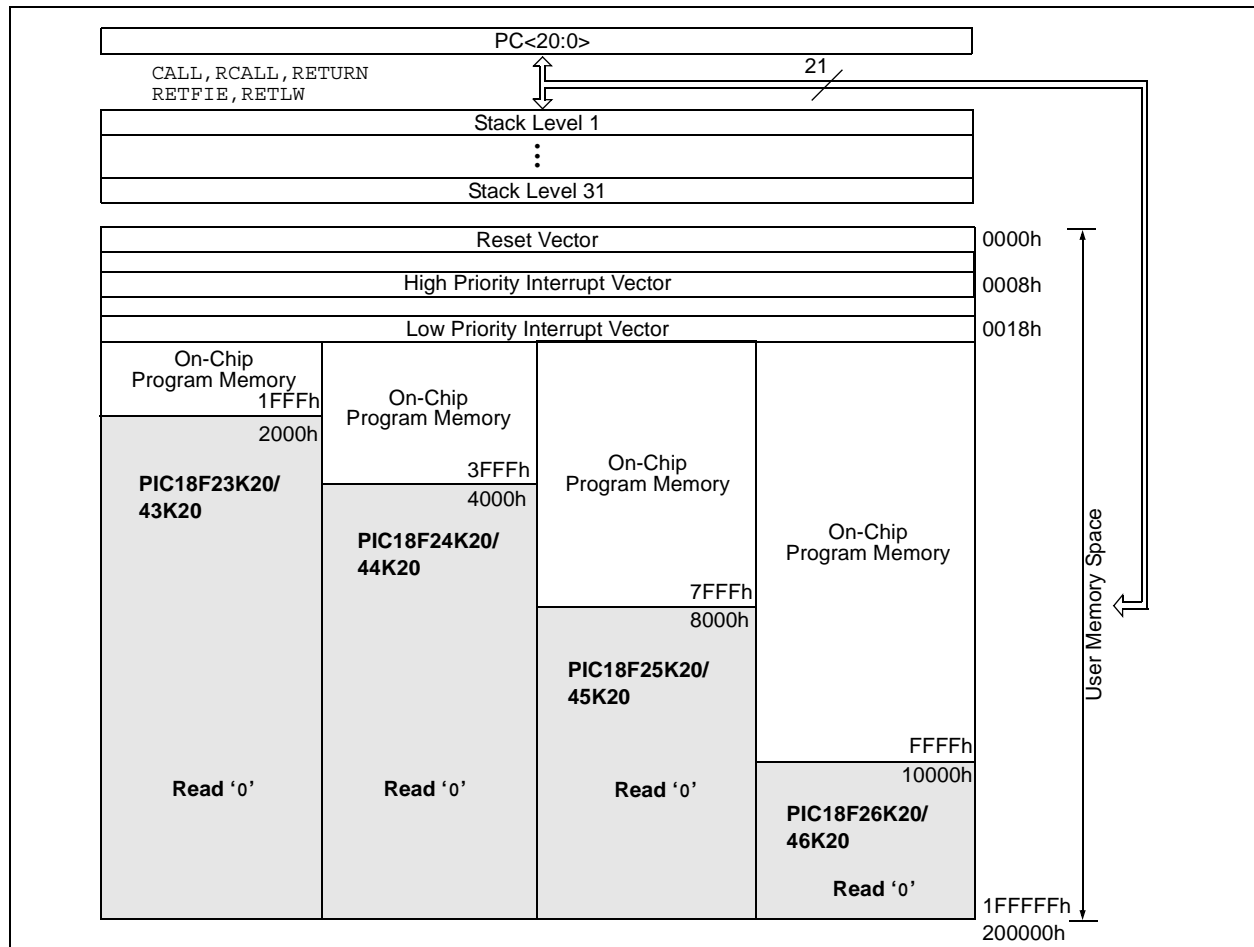 PC<20:0>
CALL,RCALL,RETURN
RETFIE,RETLW
21
Stack Level 1
Stack Level 31
Reset Vector
0000h
High Priority Interrupt Vector
0008h
Low Priority Interrupt Vector
0018h
On-Chip
Program Memory
1FFFh
2000h
PIC18F23K20/
43K20
Read ‘0’
On-Chip
Program Memory
3FFFh
4000h
PIC18F24K20/
44K20
Read ‘0’
On-Chip
Program Memory
7FFFh
8000h
PIC18F25K20/
45K20
Read ‘0’
On-Chip
Program Memory
FFFFh
10000h
PIC18F26K20/
46K20
Read ‘0’
1FFFFFh
200000h
User Memory Space